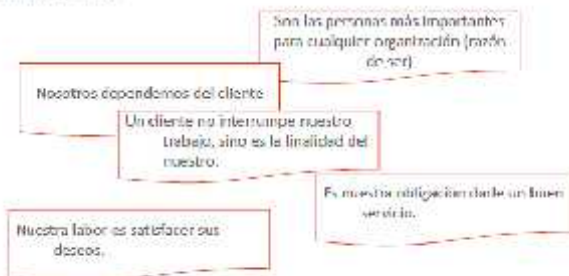 Son las personas más importantes
para cualquier organización (razón
de ser)
Nosotros dependemos del cliente
Un cliente no interrumpe nuestro
trabajo, sino es la finalidad del
nuestro.
Es nuestra obligación darle un buen
servicio.
Nuestra labor es satisfacer sus
deseos.